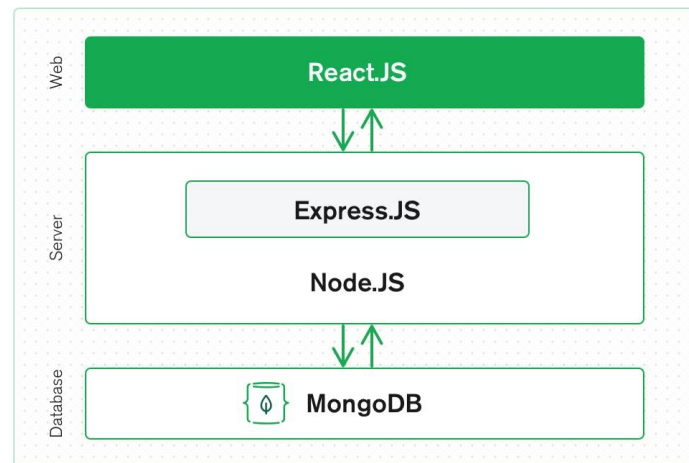 Web
React.JS
Server
Express.JS
Node.JS
Database
MongoDB